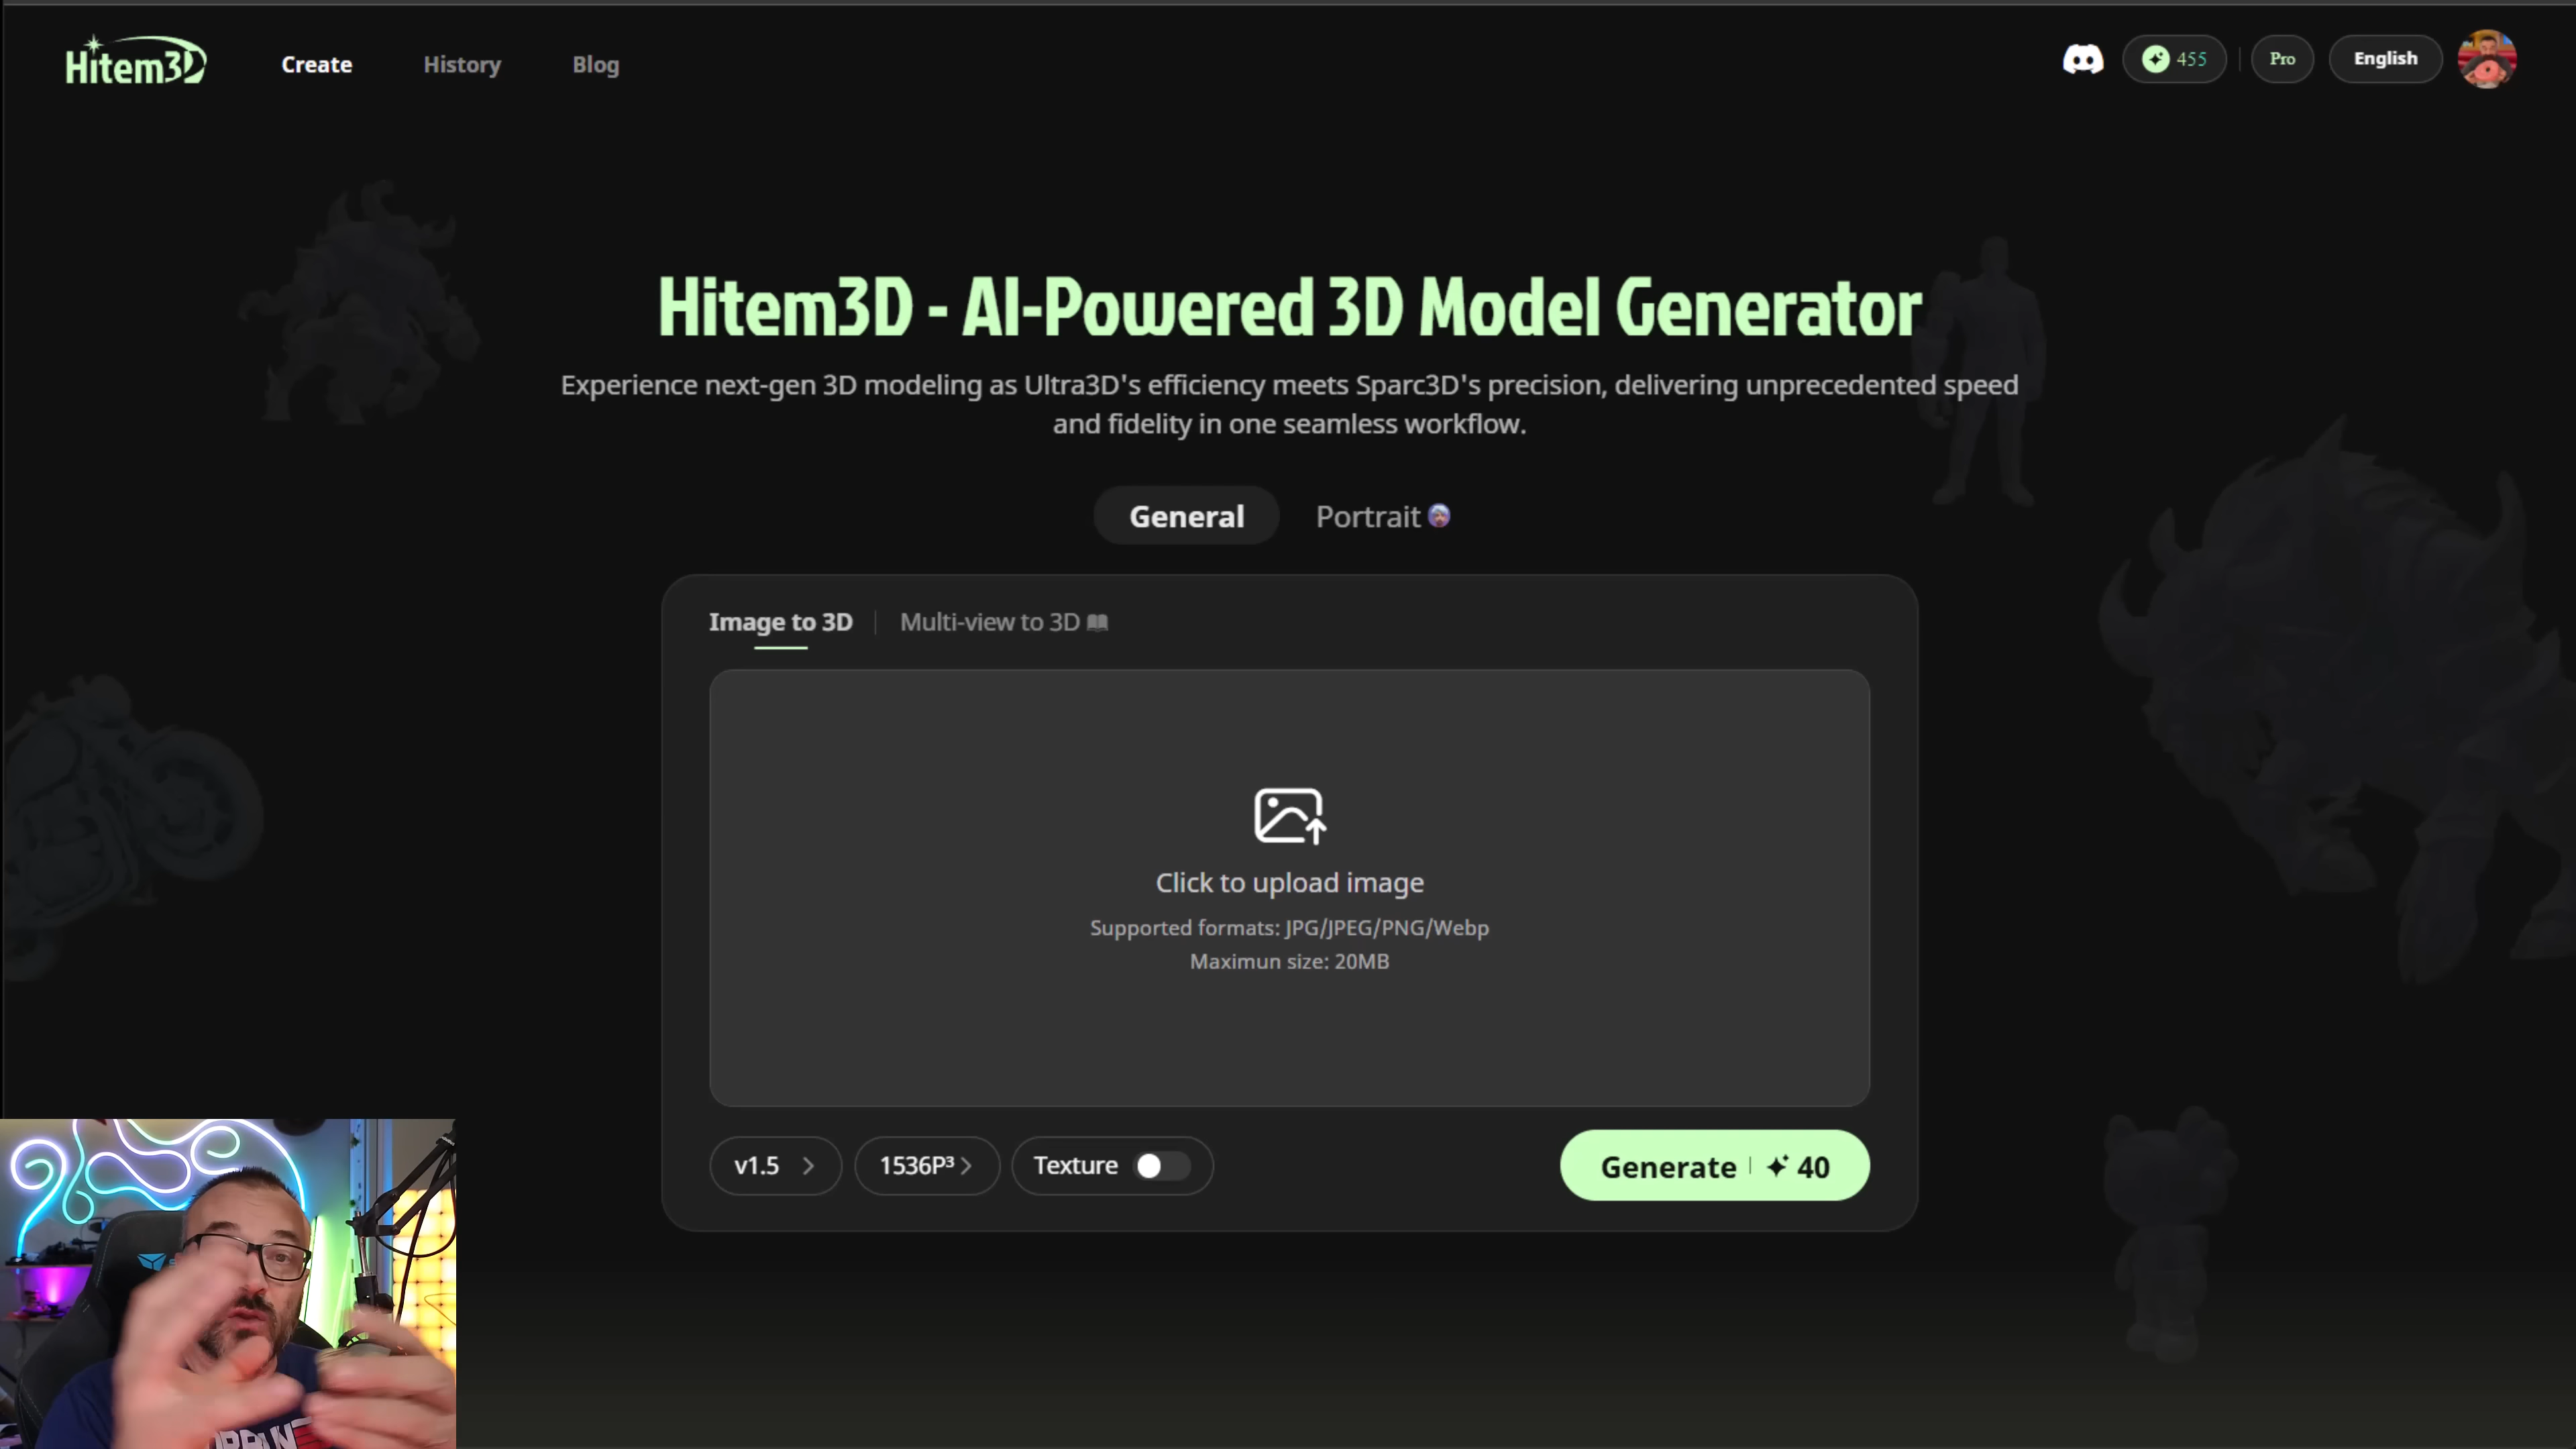 Hitem3D
Create
History
Blog
455
Pro
English
Hitem3D - AI-Powered 3D Model Generator
Experience next-gen 3D modeling as Ultra3D's efficiency meets Sparc3D's precision, delivering unprecedented speed
and fidelity in one seamless workflow.
General
Portrait
Image to 3D
Multi-view to 3D
Click to upload image
Supported formats: JPG/JPEG/PNG/Webp
Maximun size: 20MB
v1.5
1536P³
Texture
Generate
40